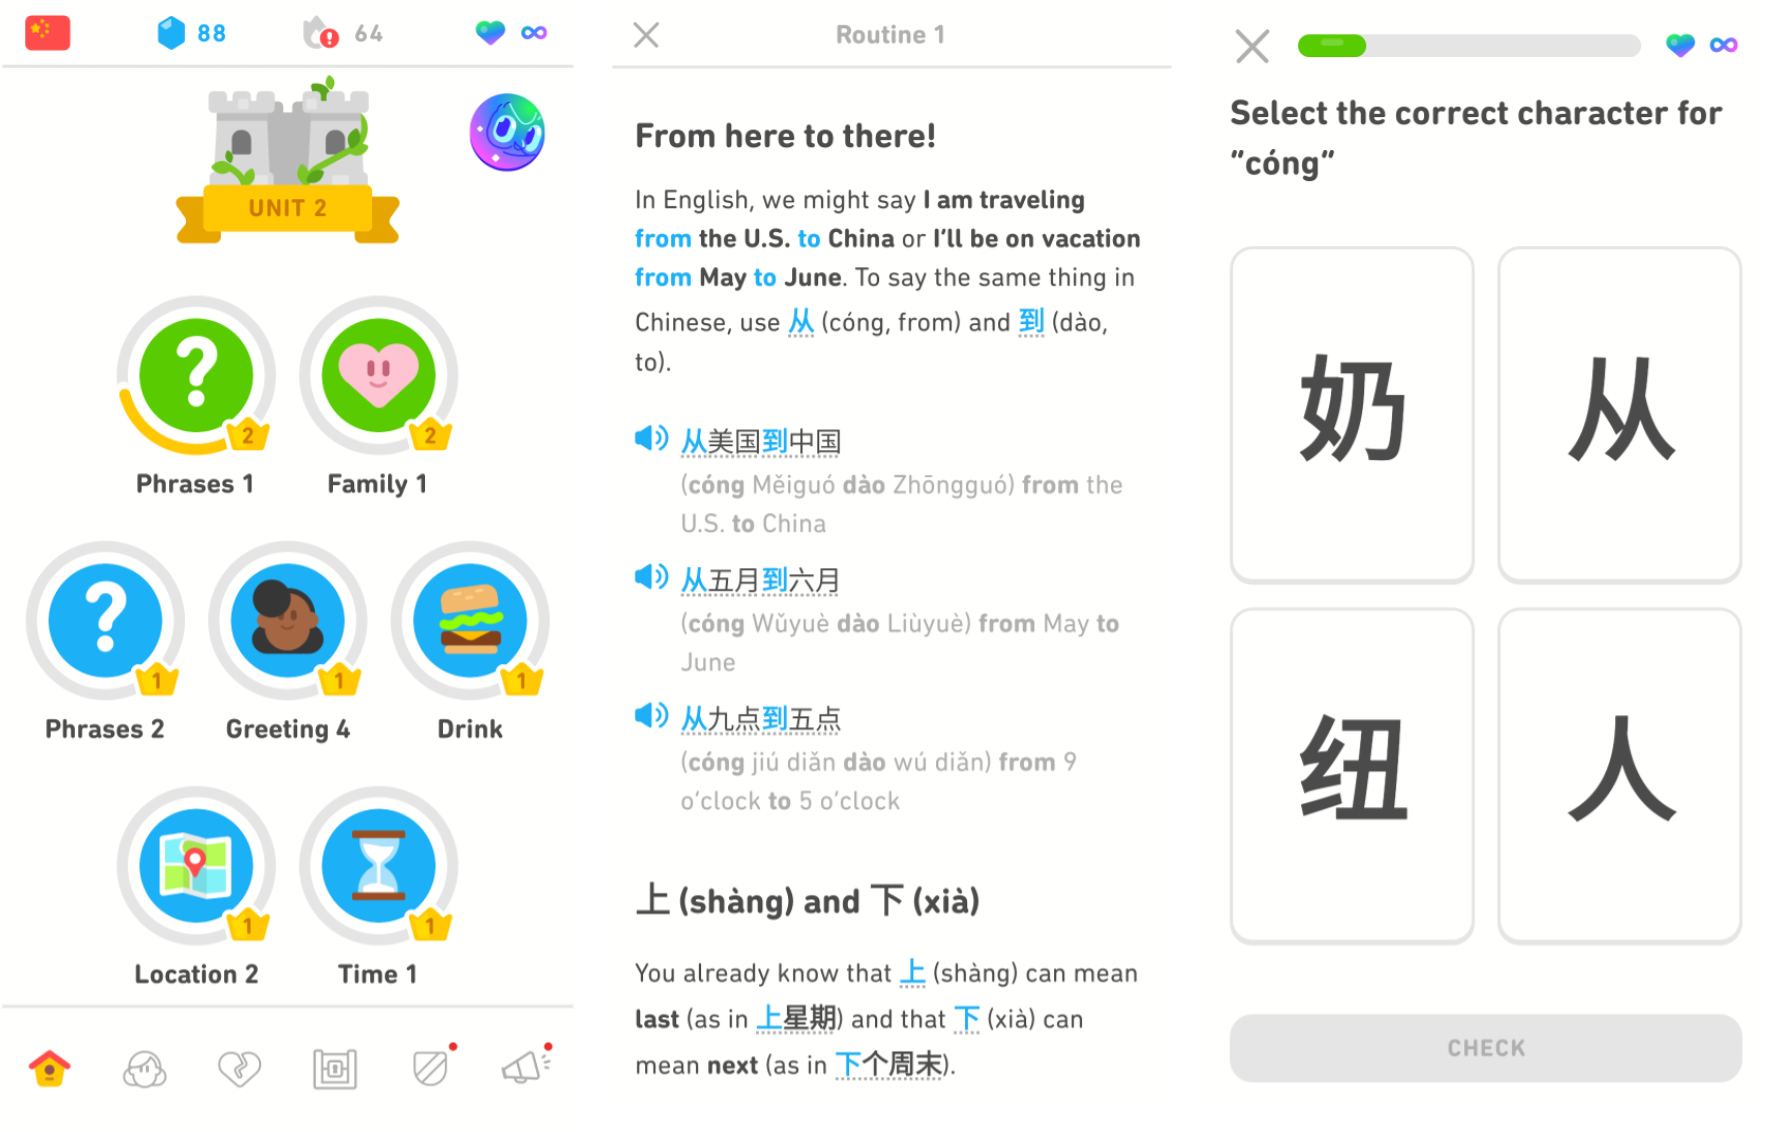 88
64
UNIT 2
2
2
Phrases 1
Family 1
1
1
1
Phrases 2
Greeting 4
Drink
1
1
Location 2
Time 1
Routine 1
From here to there!
In English, we might say I am traveling
from the U.S. to China or I’ll be on vacation
from May to June. To say the same thing in
Chinese, use 从 (cóng, from) and 到 (dào,
to).
从美国到中国
(cóng Měiguó dào Zhōngguó) from the
U.S. to China
从五月到六月
(cóng Wǔyuè dào Liùyuè) from May to
June
从九点到五点
(cóng jiú diǎn dào wú diǎn) from 9
o’clock to 5 o’clock
上 (shàng) and 下 (xià)
You already know that 上 (shàng) can mean
last (as in 上星期) and that 下 (xià) can
mean next (as in 下个周末).
Select the correct character for
“cóng”
奶
从
纽
人
CHECK